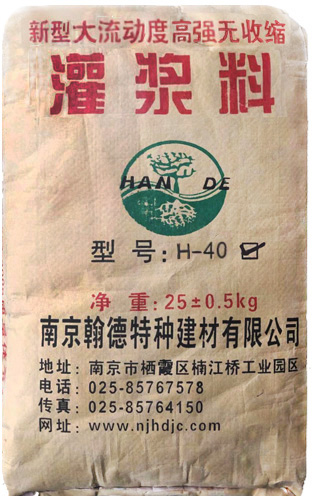 新型大流动度高强无收缩
灌浆料
HAN DE
型号:H-40
净重:25±0.5kg
南京翰德特种建材有限公司
地址:南京市栖霞区楠江桥工业园区
电话:025-85767578
传真:025-85764150
网址:www.njhdjc.com